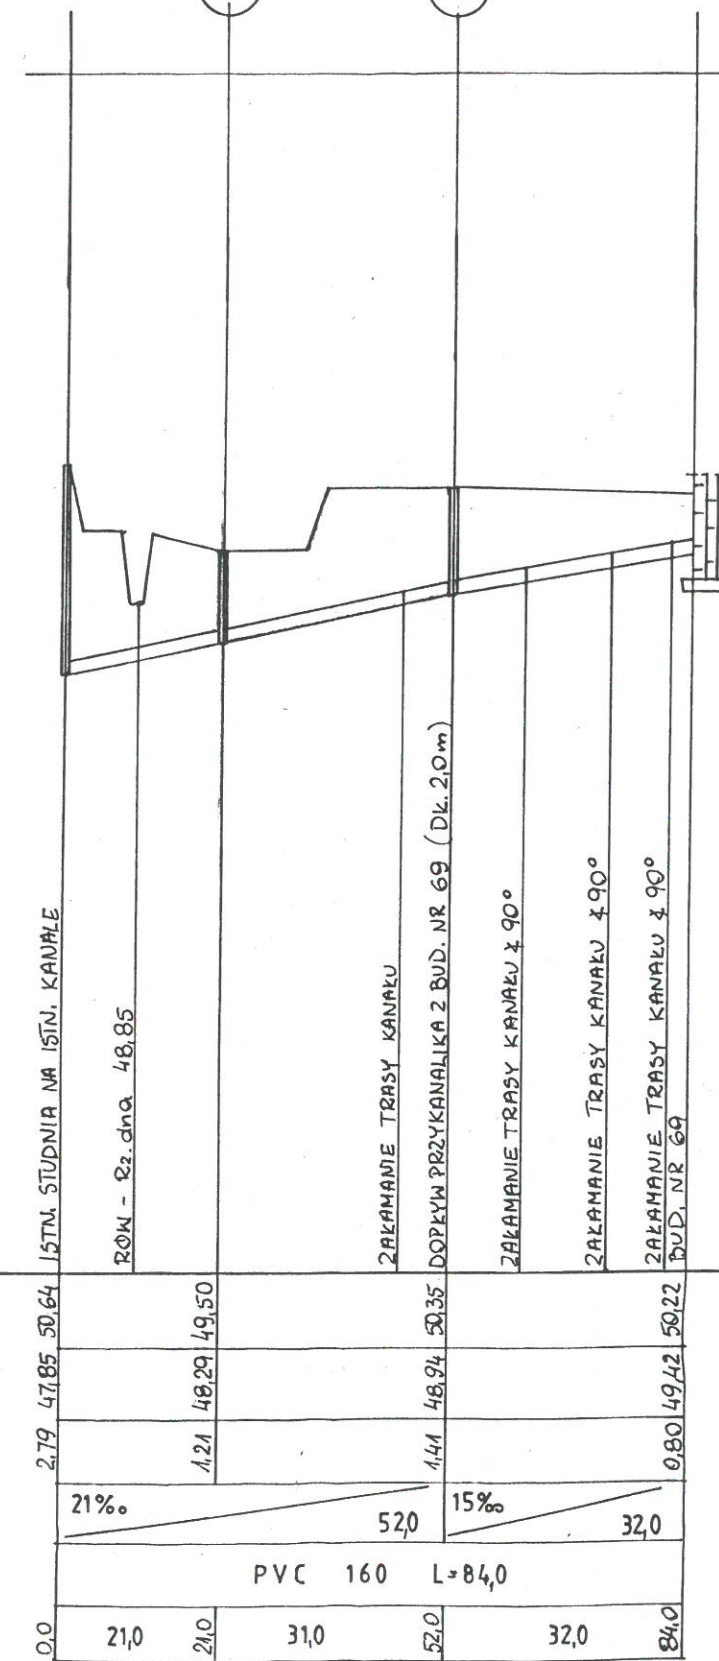 ISTN. STUDNIA NA ISTN. KANALE
RÓW - Rz. dna 48,85
ZAŁAMANIE TRASY KANAŁU
DOPŁYW PRZYKANALIKA Z BUD. NR 69 (DŁ. 2,0m)
ZAŁAMANIE TRASY KANAŁU ∡ 90°
ZAŁAMANIE TRASY KANAŁU ∡ 90°
ZAŁAMANIE TRASY KANAŁU ∡ 90°
BUD. NR 69
50,64 49,50 50,35 50,22
47,85 48,29 48,94 49,42
2,79 1,21 1,41 0,80
21‰ 52,0 15‰ 32,0
PVC 160 L=84,0
0,0 21,0 21,0 31,0 52,0 32,0 84,0